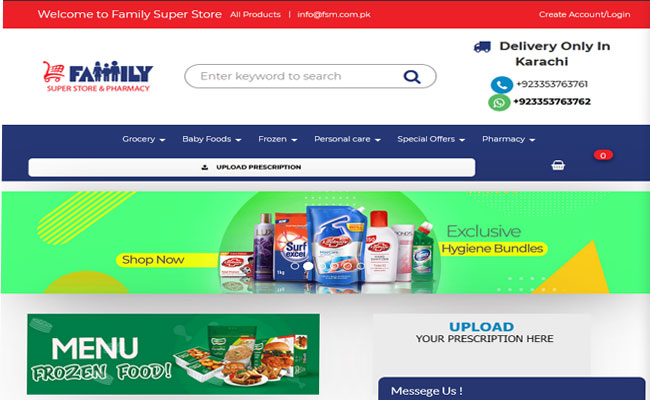 Welcome to Family Super Store All Products | info@fsm.com.pk Create Account/Login
Delivery Only In
Karachi
FAMILY
SUPER STORE & PHARMACY
Enter keyword to search
+923353763761
+923353763762
Grocery Baby Foods Frozen Personal care Special Offers Pharmacy
UPLOAD PRESCRIPTION
0
Exclusive
Hygiene Bundles
Shop Now
Surf
excel
1kg
MENU
FROZEN FOOD!
UPLOAD
YOUR PRESCRIPTION HERE
Messege Us !